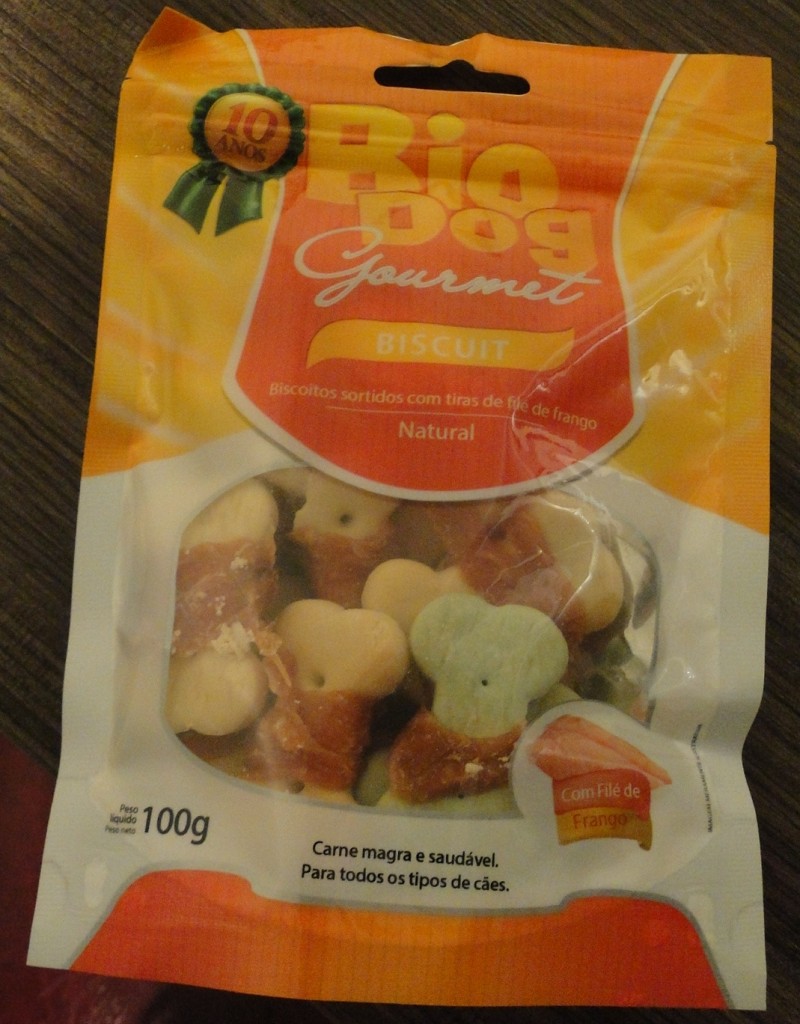 10
ANOS
Bio
Dog
Gourmet
BISCUIT
Biscoitos sortidos com tiras de filé de frango
Natural
Com Filé de
Frango
Peso
líquido
Peso neto
100g
Carne magra e saudável.
Para todos os tipos de cães.